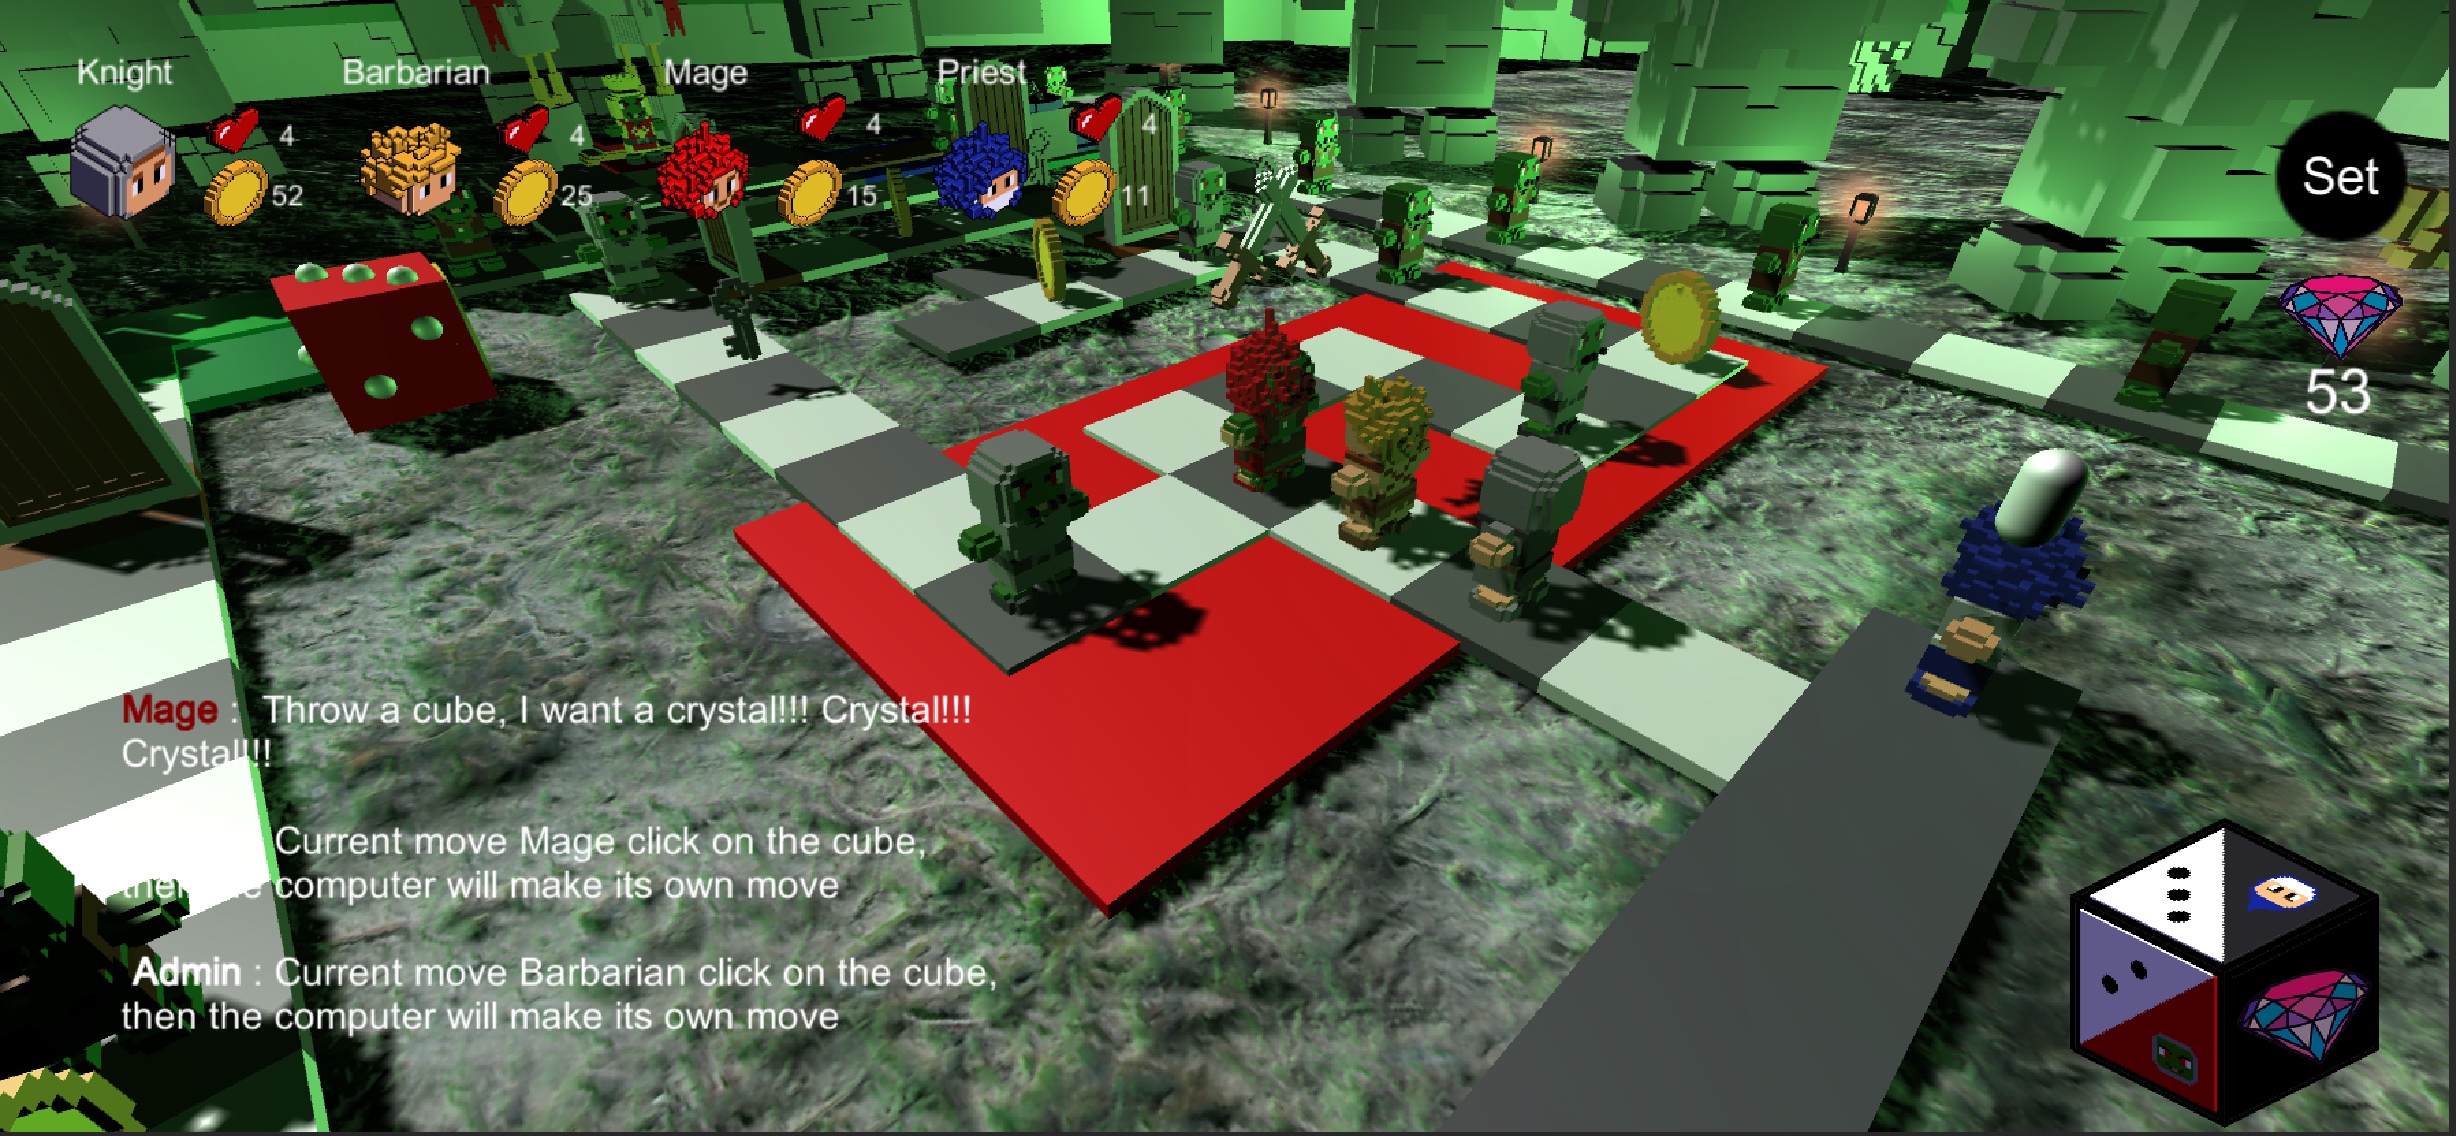 Knight Barbarian Mage Priest
4 4 4 4
52 25 15 11
Set
53
Mage : Throw a cube, I want a crystal!!! Crystal!!!
Crystal!!!
Current move Mage click on the cube,
then the computer will make its own move
Admin : Current move Barbarian click on the cube,
then the computer will make its own move